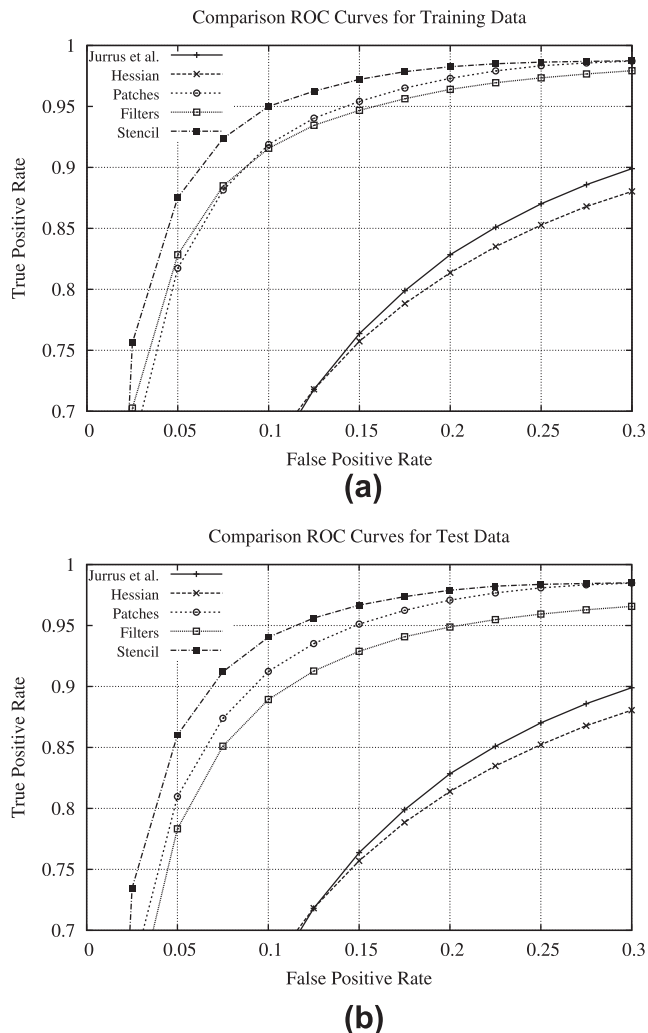 Comparison ROC Curves for Training Data
Jurrus et al.
Hessian
Patches
Filters
Stencil
1
0.95
0.9
0.85
0.8
0.75
0.7
True Positive Rate
0
0.05
0.1
0.15
0.2
0.25
0.3
False Positive Rate
(a)
Comparison ROC Curves for Test Data
Jurrus et al.
Hessian
Patches
Filters
Stencil
1
0.95
0.9
0.85
0.8
0.75
0.7
True Positive Rate
0
0.05
0.1
0.15
0.2
0.25
0.3
False Positive Rate
(b)